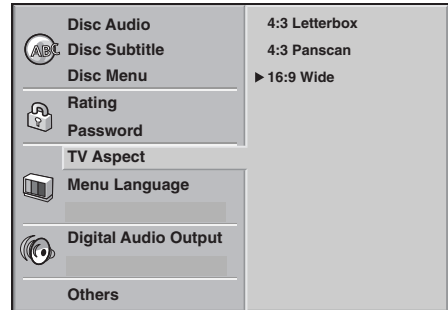 Disc Audio
ABC
Disc Subtitle
Disc Menu
Rating
Password
TV Aspect
Menu Language
Digital Audio Output
Others
4:3 Letterbox
4:3 Panscan
16:9 Wide